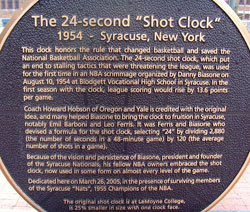 The 24-second "Shot Clock"
1954 - Syracuse, New York
This clock honors the rule that changed basketball and saved the
National Basketball Association. The 24-second shot clock, which put
an end to stalling tactics that were threatening the league, was used
for the first time in an NBA scrimmage organized by Danny Biasone on
August 10, 1954 at Blodgett Vocational High School in Syracuse. In the
first season with the clock, league scoring would rise by 13.6 points
per game.
Coach Howard Hobson of Oregon and Yale is credited with the original
idea, and many helped Biasone to bring the clock to fruition in Syracuse,
notably Emil Barboni and Leo Ferris. It was Ferris and Biasone who
devised a formula for the shot clock, selecting "24" by dividing 2,880
(the number of seconds in a 48-minute game) by 120 (the average
number of shots in a game).
Because of the vision and persistence of Biasone, president and founder
of the Syracuse Nationals, his fellow NBA owners embraced the shot
clock, now used in some form on almost every level of the game.
Dedicated here on March 26, 2005, in the presence of surviving members
of the Syracuse "Nats", 1955 Champions of the NBA.
The original shot clock is at LeMoyne College,
is 25% smaller in size with one clock face.